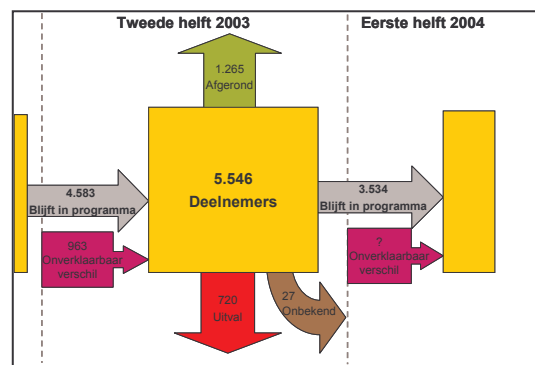 Tweede helft 2003
Eerste helft 2004
1.265
Afgerond
5.546
Deelnemers
4.583
Blijft in programma
3.534
Blijft in programma
963
Onverklaarbaar
verschil
?
Onverklaarbaar
verschil
720
Uitval
27
Onbekend